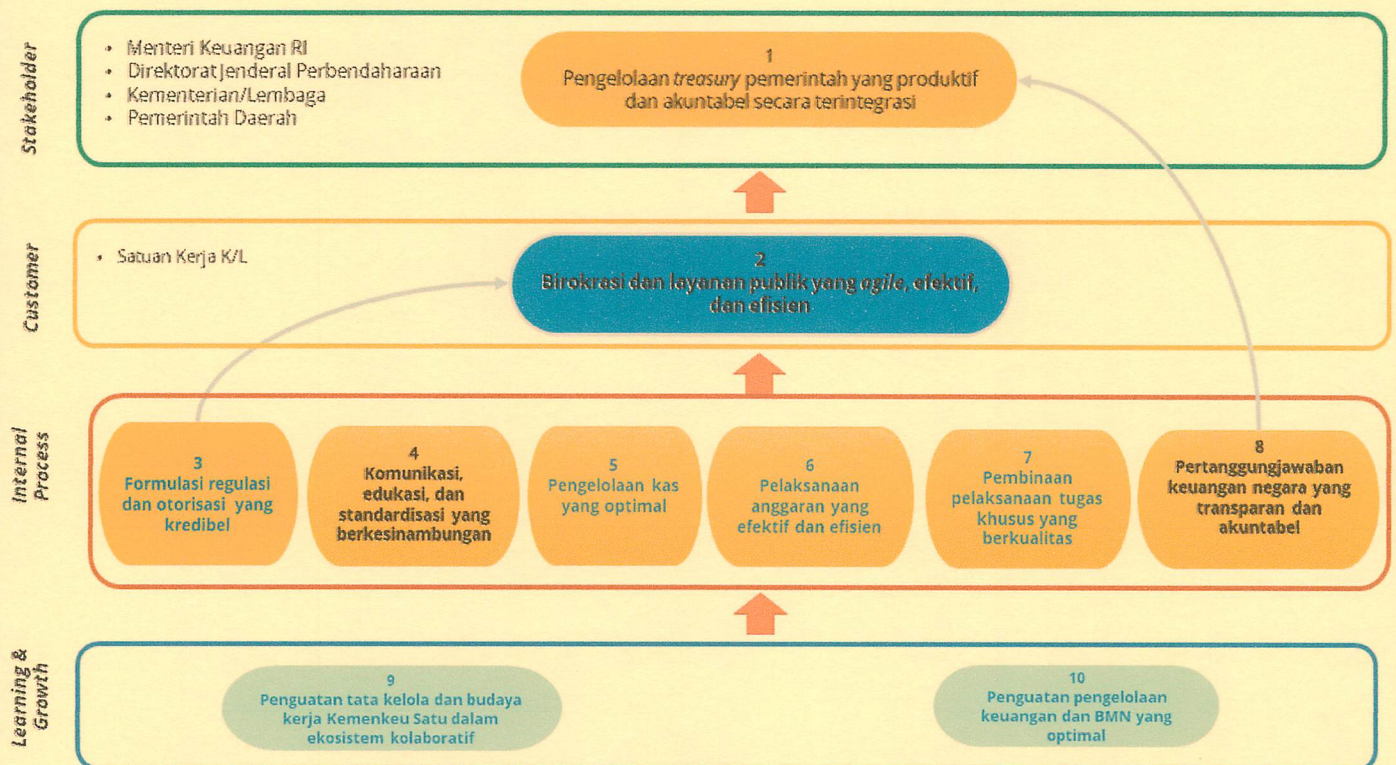 Stakeholder
• Menteri Keuangan RI
• Direktorat Jenderal Perbendaharaan
• Kementerian/Lembaga
• Pemerintah Daerah
1
Pengelolaan treasury pemerintah yang produktif
dan akuntabel secara terintegrasi
Customer
• Satuan Kerja K/L
2
Birokrasi dan layanan publik yang agile, efektif,
dan efisien
Internal
Process
3
Formulasi regulasi
dan otorisasi yang
kredibel
4
Komunikasi,
edukasi, dan
standardisasi yang
berkesinambungan
5
Pengelolaan kas
yang optimal
6
Pelaksanaan
anggaran yang
efektif dan efisien
7
Pembinaan
pelaksanaan tugas
khusus yang
berkualitas
8
Pertanggungjawaban
keuangan negara yang
transparan dan
akuntabel
Learning &
Growth
9
Penguatan tata kelola dan budaya
kerja Kemenkeu Satu dalam
ekosistem kolaboratif
10
Penguatan pengelolaan
keuangan dan BMN yang
optimal